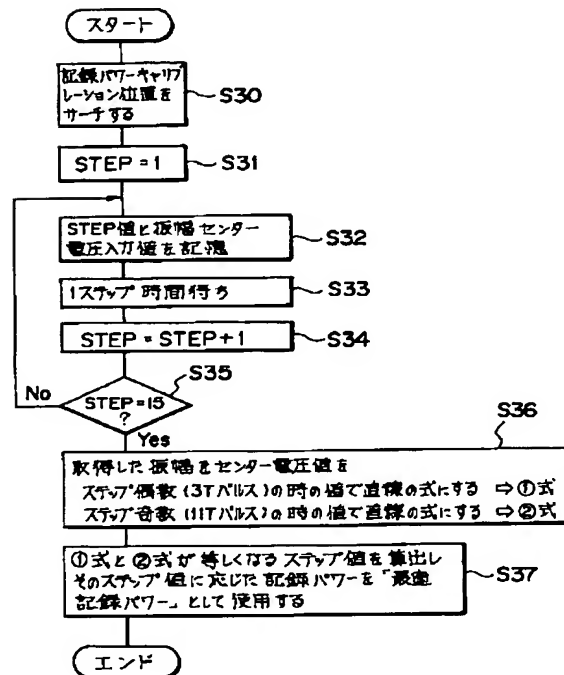 スタート
記録パワーキャリブ
レーション位置を
サーチする
S30
STEP=1
S31
STEP値と振幅センター
電圧入力値を記憶
S32
1ステップ時間待ち
S33
STEP=STEP+1
S34
S35
No
STEP=15
?
Yes
S36
取得した振幅をセンター電圧値を
ステップ偶数(3Tパルス)の時の値で直線の式にする ⇨①式
ステップ奇数(11Tパルス)の時の値で直線の式にする ⇨②式
①式と②式が等しくなるステップ値を算出し
そのステップ値に応じた記録パワーを「最適
記録パワー」として使用する
S37
エンド